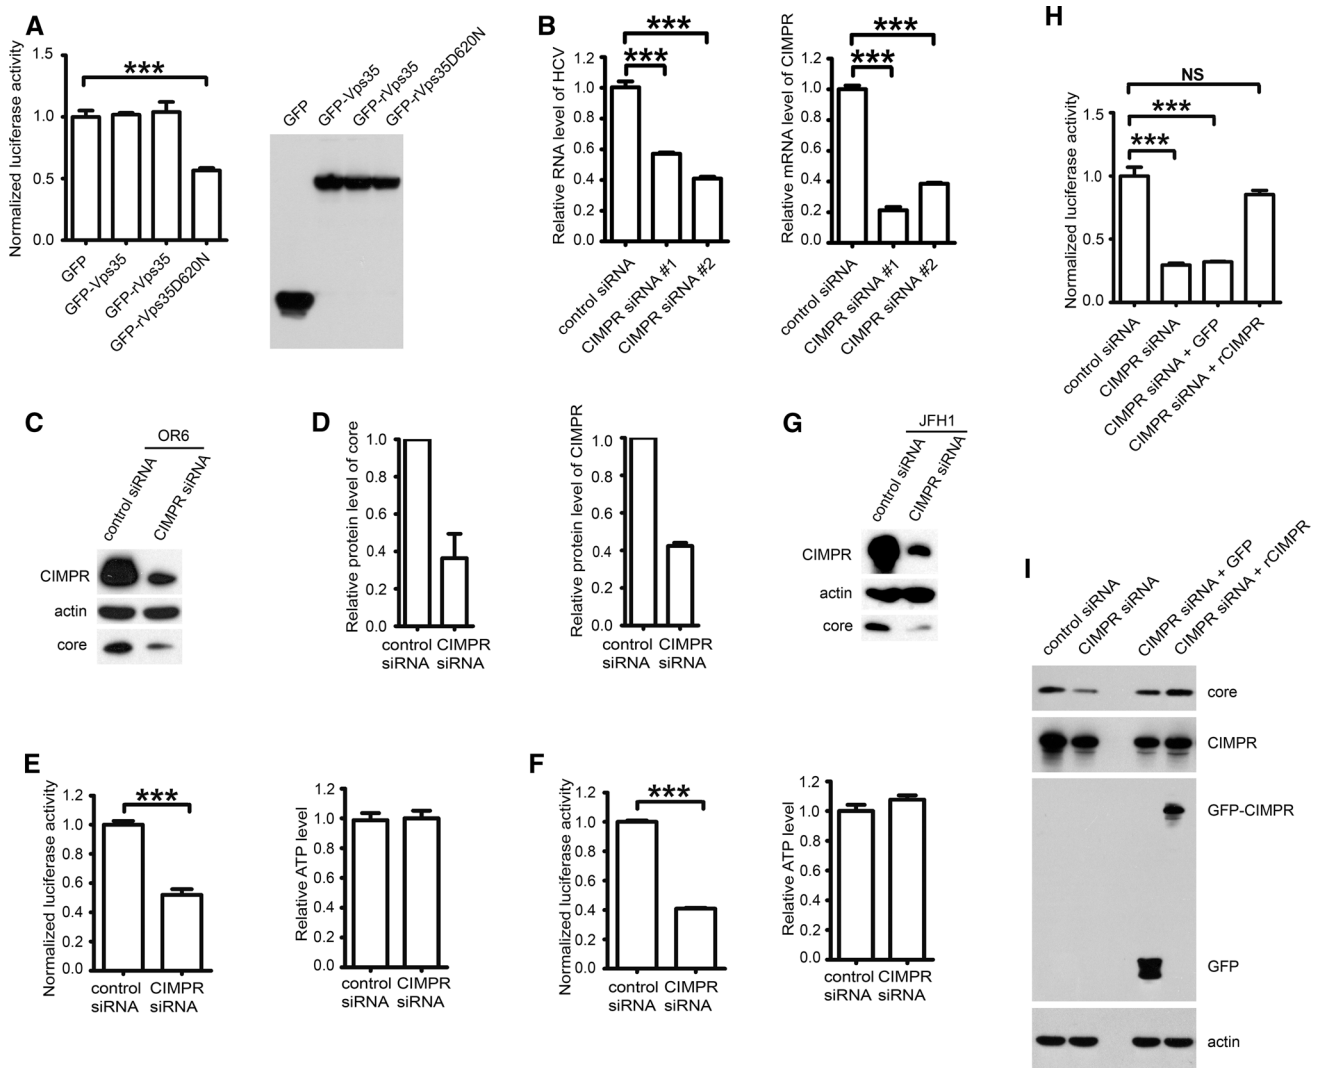 A
Normalized luciferase activity
1.5
1.0
0.5
0.0
***
GFP
GFP-Vps35
GFP-rVps35
GFP-rVps35D620N
GFP
GFP-Vps35
GFP-rVps35
GFP-rVps35D620N
B
Relative RNA level of HCV
1.2
1.0
0.8
0.6
0.4
0.2
0.0
***
***
control siRNA
CIMPR siRNA #1
CIMPR siRNA #2
Relative mRNA level of CIMPR
1.2
1.0
0.8
0.6
0.4
0.2
0.0
***
***
control siRNA
CIMPR siRNA #1
CIMPR siRNA #2
H
Normalized luciferase activity
1.5
1.0
0.5
0.0
NS
***
***
control siRNA
CIMPR siRNA
CIMPR siRNA + GFP
CIMPR siRNA + rCIMPR
C
OR6
control siRNA
CIMPR siRNA
CIMPR
actin
core
D
Relative protein level of core
1.0
0.8
0.6
0.4
0.2
0.0
control siRNA
CIMPR siRNA
Relative protein level of CIMPR
1.0
0.8
0.6
0.4
0.2
0.0
control siRNA
CIMPR siRNA
G
JFH1
control siRNA
CIMPR siRNA
CIMPR
actin
core
E
Normalized luciferase activity
1.2
1.0
0.8
0.6
0.4
0.2
0.0
***
control siRNA
CIMPR siRNA
Relative ATP level
1.2
1.0
0.8
0.6
0.4
0.2
0.0
control siRNA
CIMPR siRNA
F
Normalized luciferase activity
1.2
1.0
0.8
0.6
0.4
0.2
0.0
***
control siRNA
CIMPR siRNA
Relative ATP level
1.2
1.0
0.8
0.6
0.4
0.2
0.0
control siRNA
CIMPR siRNA
I
control siRNA
CIMPR siRNA
CIMPR siRNA + GFP
CIMPR siRNA + rCIMPR
core
CIMPR
GFP-CIMPR
GFP
actin